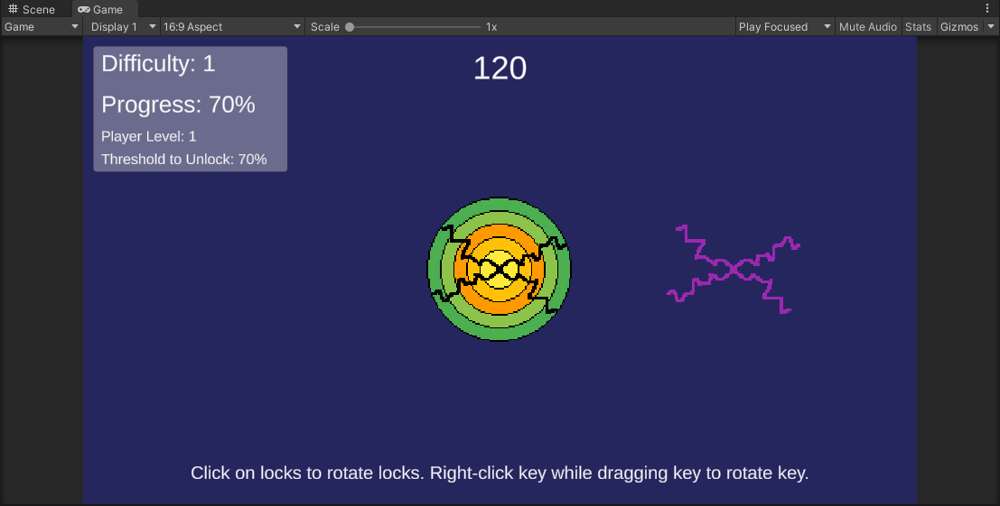 Scene Game
Game Display 1 16:9 Aspect Scale 1x Play Focused Mute Audio Stats Gizmos
Difficulty: 1
120
Progress: 70%
Player Level: 1
Threshold to Unlock: 70%
Click on locks to rotate locks. Right-click key while dragging key to rotate key.